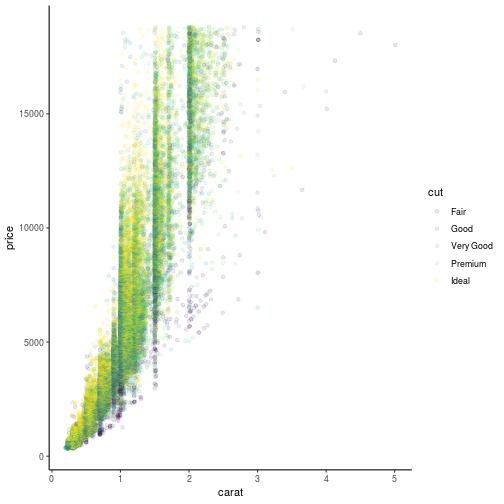 15000
10000
5000
0
price
0 1 2 3 4 5
carat
cut
Fair
Good
Very Good
Premium
Ideal